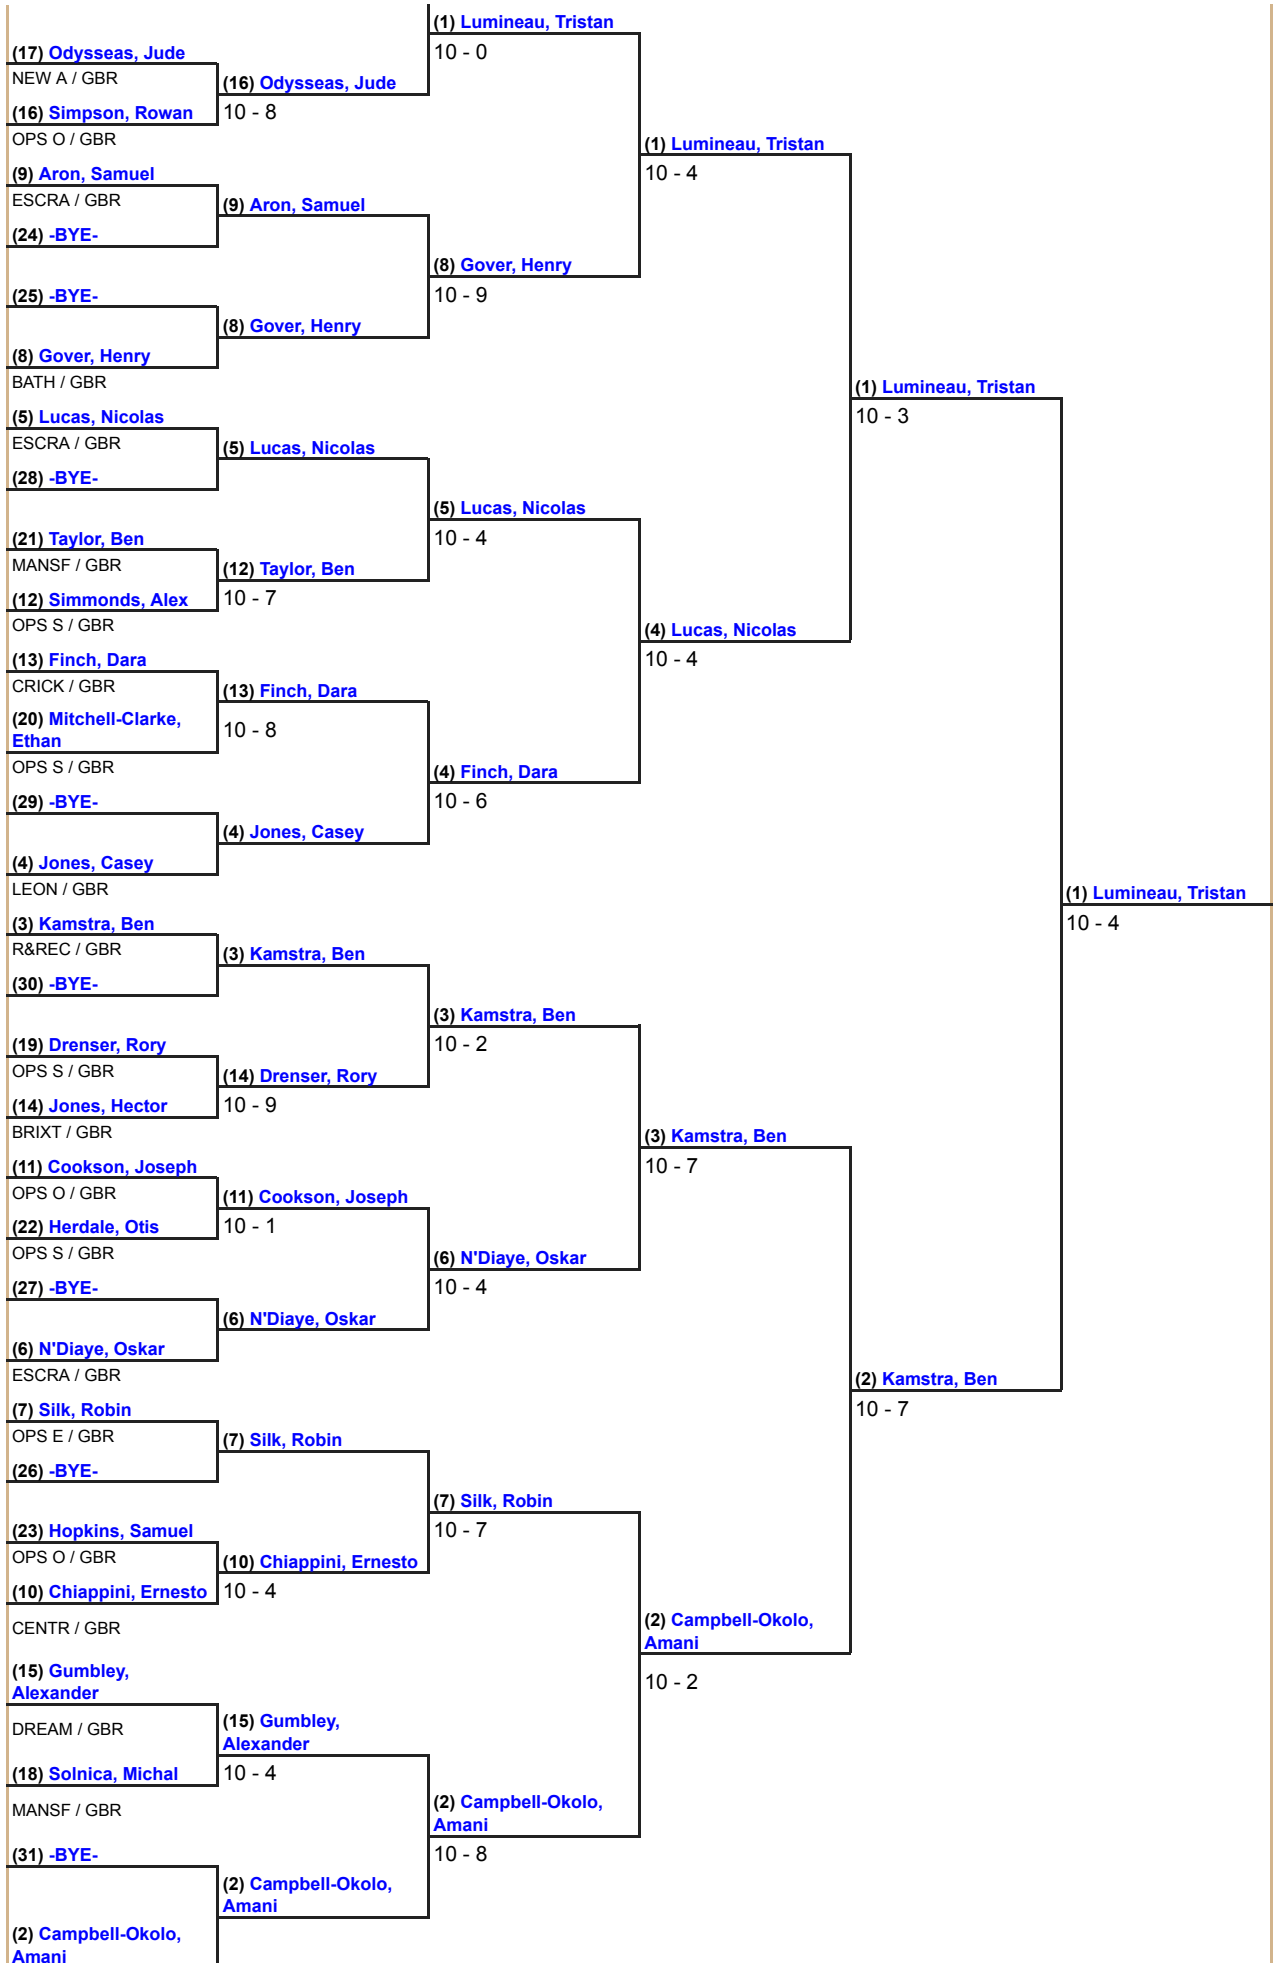 (1) Lumineau, Tristan
10 - 0
(17) Odysseas, Jude
NEW A / GBR
(16) Odysseas, Jude
10 - 8
(16) Simpson, Rowan
OPS O / GBR
(1) Lumineau, Tristan
10 - 4
(9) Aron, Samuel
ESCRA / GBR
(9) Aron, Samuel
(24) -BYE-
(8) Gover, Henry
10 - 9
(25) -BYE-
(8) Gover, Henry
(8) Gover, Henry
BATH / GBR
(1) Lumineau, Tristan
10 - 3
(5) Lucas, Nicolas
ESCRA / GBR
(5) Lucas, Nicolas
(28) -BYE-
(5) Lucas, Nicolas
10 - 4
(21) Taylor, Ben
MANSF / GBR
(12) Taylor, Ben
10 - 7
(12) Simmonds, Alex
OPS S / GBR
(4) Lucas, Nicolas
10 - 4
(13) Finch, Dara
CRICK / GBR
(13) Finch, Dara
10 - 8
(20) Mitchell-Clarke,
Ethan
OPS S / GBR
(4) Finch, Dara
10 - 6
(29) -BYE-
(4) Jones, Casey
(4) Jones, Casey
LEON / GBR
(1) Lumineau, Tristan
10 - 4
(3) Kamstra, Ben
R&REC / GBR
(3) Kamstra, Ben
(30) -BYE-
(3) Kamstra, Ben
10 - 2
(19) Drenser, Rory
OPS S / GBR
(14) Drenser, Rory
10 - 9
(14) Jones, Hector
BRIXT / GBR
(3) Kamstra, Ben
10 - 7
(11) Cookson, Joseph
OPS O / GBR
(11) Cookson, Joseph
10 - 1
(22) Herdale, Otis
OPS S / GBR
(6) N'Diaye, Oskar
10 - 4
(27) -BYE-
(6) N'Diaye, Oskar
(6) N'Diaye, Oskar
ESCRA / GBR
(2) Kamstra, Ben
10 - 7
(7) Silk, Robin
OPS E / GBR
(7) Silk, Robin
(26) -BYE-
(7) Silk, Robin
10 - 7
(23) Hopkins, Samuel
OPS O / GBR
(10) Chiappini, Ernesto
10 - 4
(10) Chiappini, Ernesto
CENTR / GBR
(2) Campbell-Okolo,
Amani
10 - 2
(15) Gumbley,
Alexander
DREAM / GBR
(15) Gumbley,
Alexander
10 - 4
(18) Solnica, Michal
MANSF / GBR
(2) Campbell-Okolo,
Amani
10 - 8
(31) -BYE-
(2) Campbell-Okolo,
Amani
(2) Campbell-Okolo,
Amani